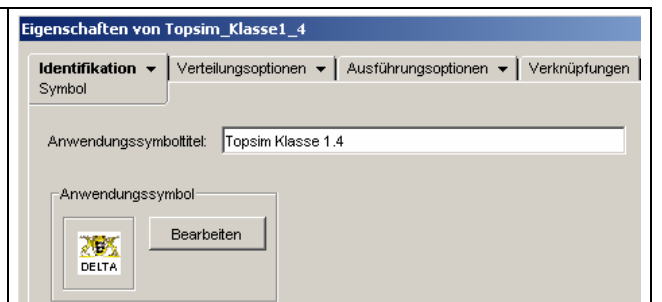 Eigenschaften von Topsim_Klasse1_4
Identifikation Verteilungsoptionen Ausführungsoptionen Verknüpfungen
Symbol
Anwendungssymboltitel: Topsim Klasse 1.4
Anwendungssymbol
Bearbeiten
DELTA